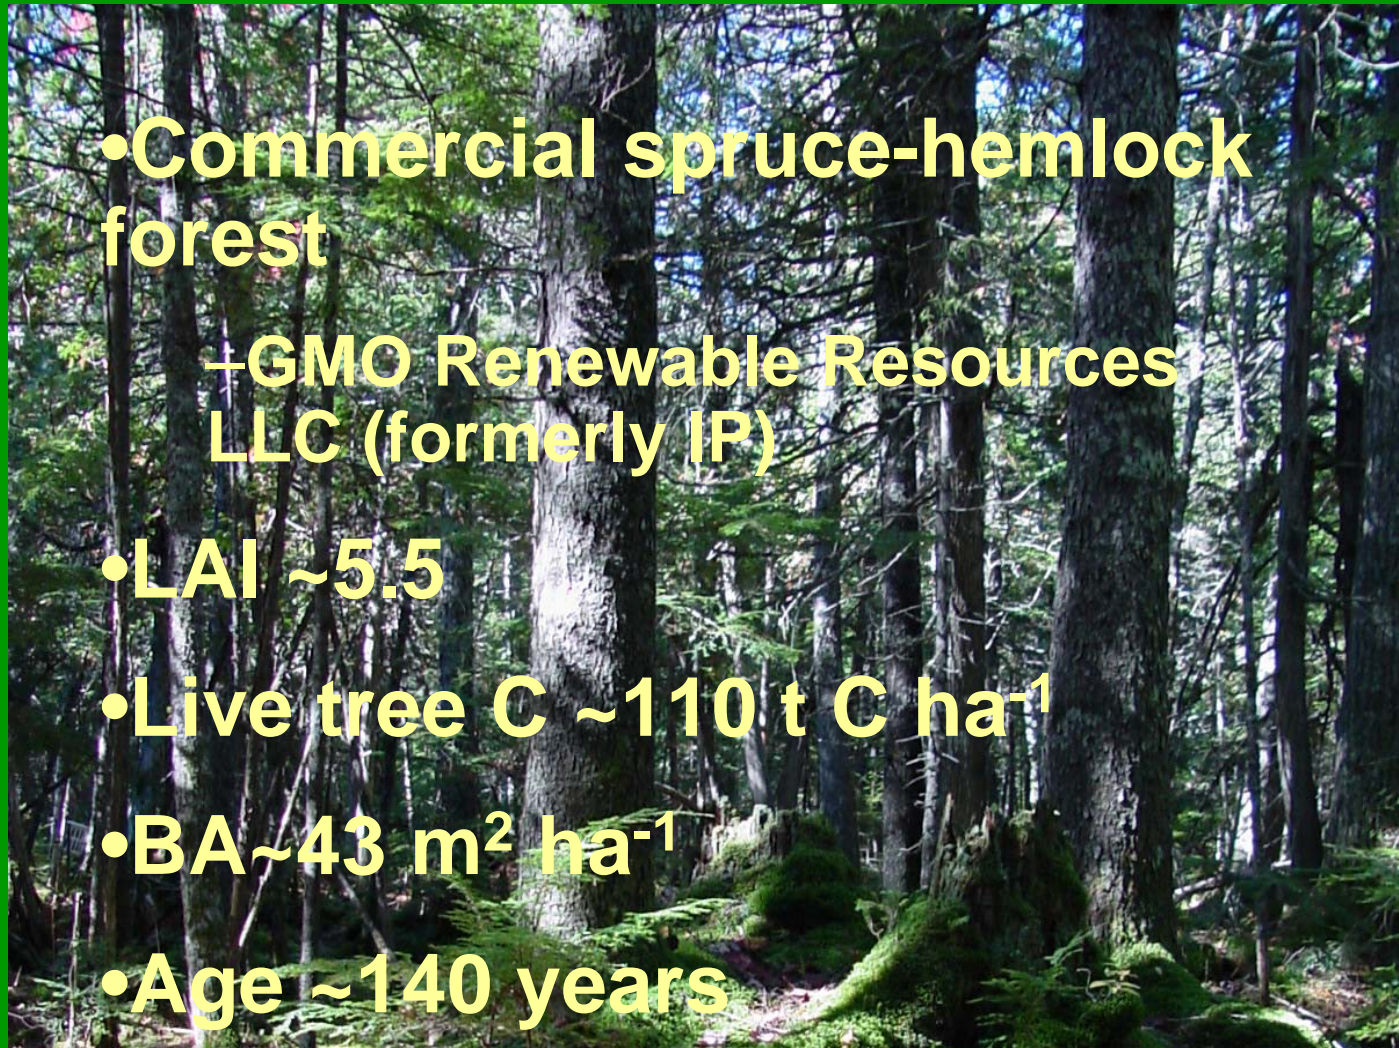 •Commercial spruce-hemlock
forest
–GMO Renewable Resources
LLC (formerly IP)
•LAI ~5.5
•Live tree C ~110 t C ha⁻¹
•BA~43 m² ha⁻¹
•Age ~140 years